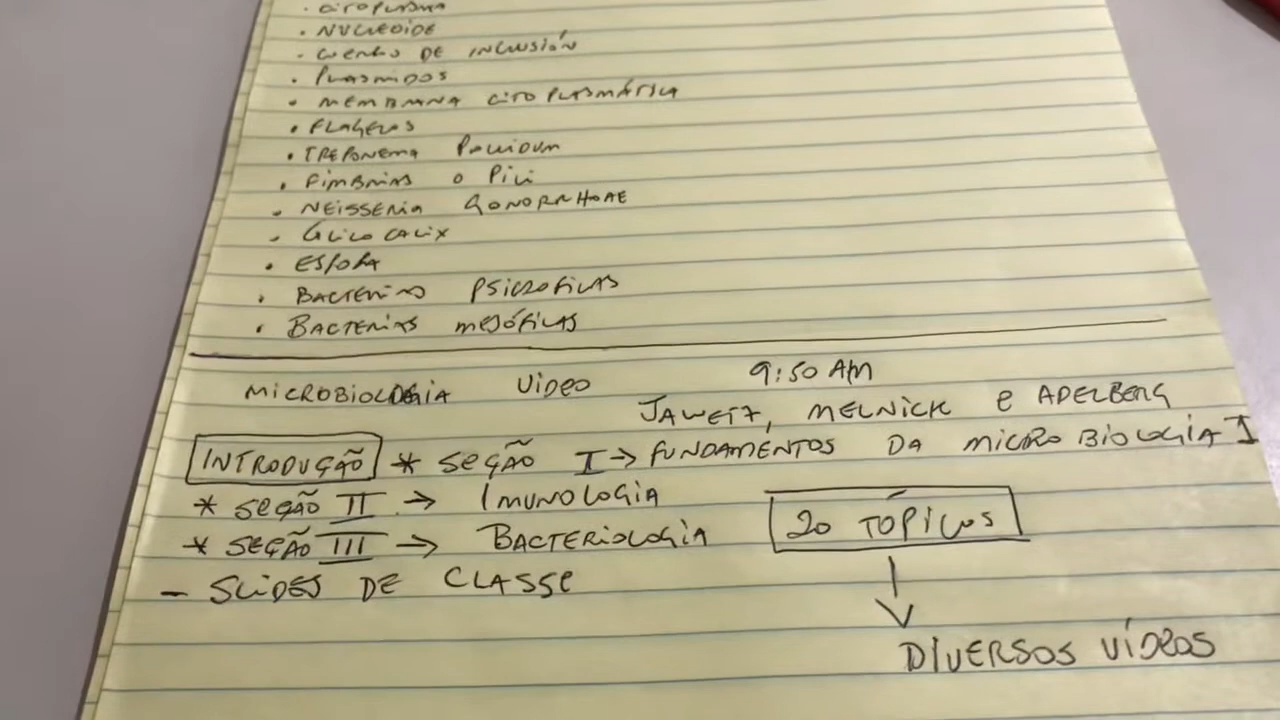 • CITOPLASMA
• NUCLEOIDE
• CUERPO DE INCLUSIÓN
• PLASMIDOS
• MEMBRANA CITOPLASMÁTICA
• FLAGELOS
• TREPONEMA PALLIDUM
• FIMBRIAS O PILI
• NEISSERIA GONORRHOAE
• GLICOCALIX
• ESPORA
• BACTERIAS PSICROFILAS
• BACTERIAS MESÓFILAS
MICROBIOLOGIA VIDEO 9:50 AM
JAWETZ, MELNICK e ADELBERG
INTRODUÇÃO * SEÇÃO I → FUNDAMENTOS DA MICROBIOLOGIA I
* SEÇÃO II → IMUNOLOGIA
* SEÇÃO III → BACTERIOLOGIA 20 TÓPICOS
- SLIDES DE CLASSE
DIVERSOS VÍDEOS